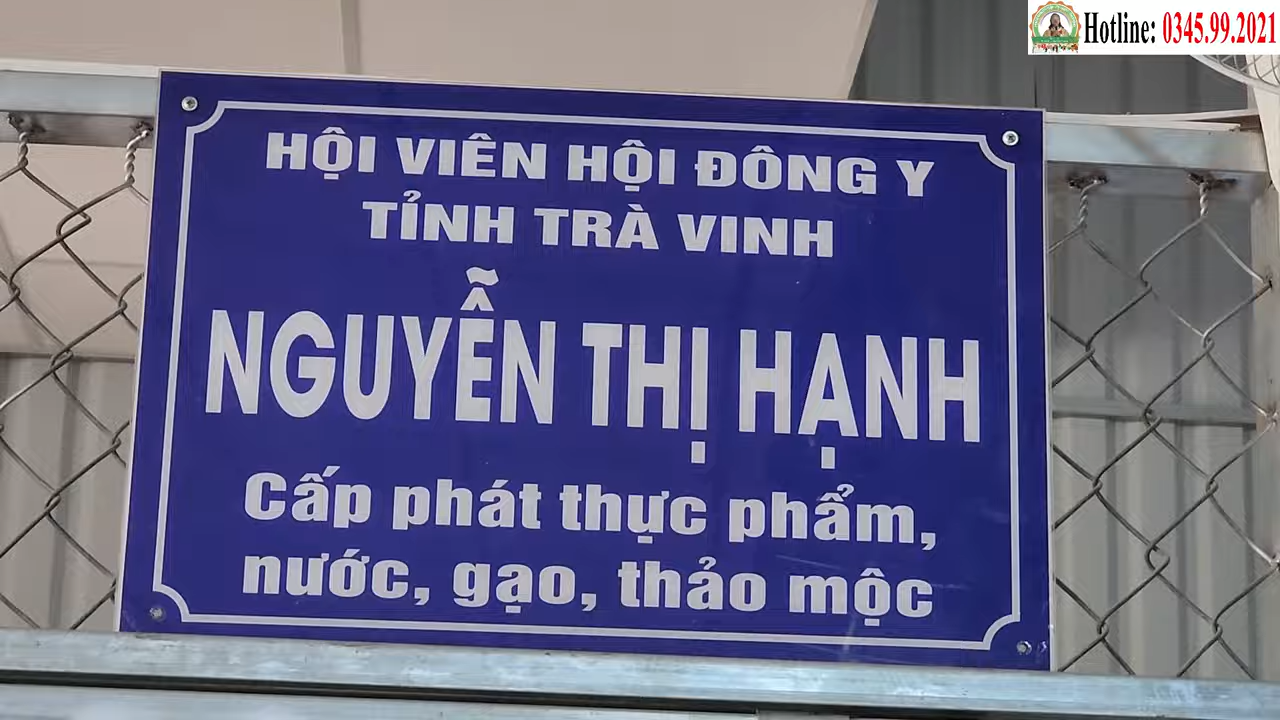 Hotline: 0345.99.2021
HỘI VIÊN HỘI ĐÔNG Y
TỈNH TRÀ VINH
NGUYỄN THỊ HẠNH
Cấp phát thực phẩm,
nước, gạo, thảo mộc